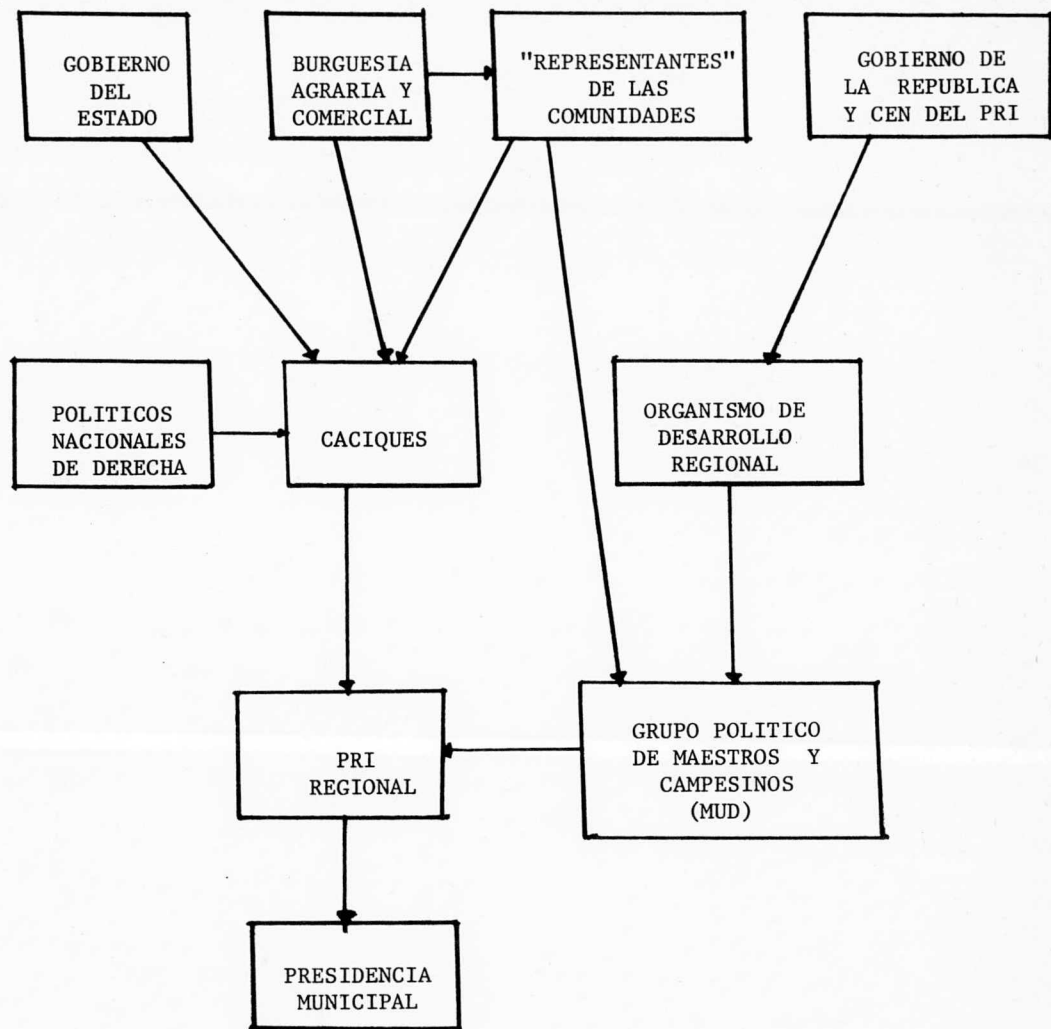 GOBIERNO
DEL
ESTADO
BURGUESIA
AGRARIA Y
COMERCIAL
"REPRESENTANTES"
DE LAS
COMUNIDADES
GOBIERNO DE
LA REPUBLICA
Y CEN DEL PRI
POLITICOS
NACIONALES
DE DERECHA
CACIQUES
ORGANISMO DE
DESARROLLO
REGIONAL
PRI
REGIONAL
GRUPO POLITICO
DE MAESTROS Y
CAMPESINOS
(MUD)
PRESIDENCIA
MUNICIPAL